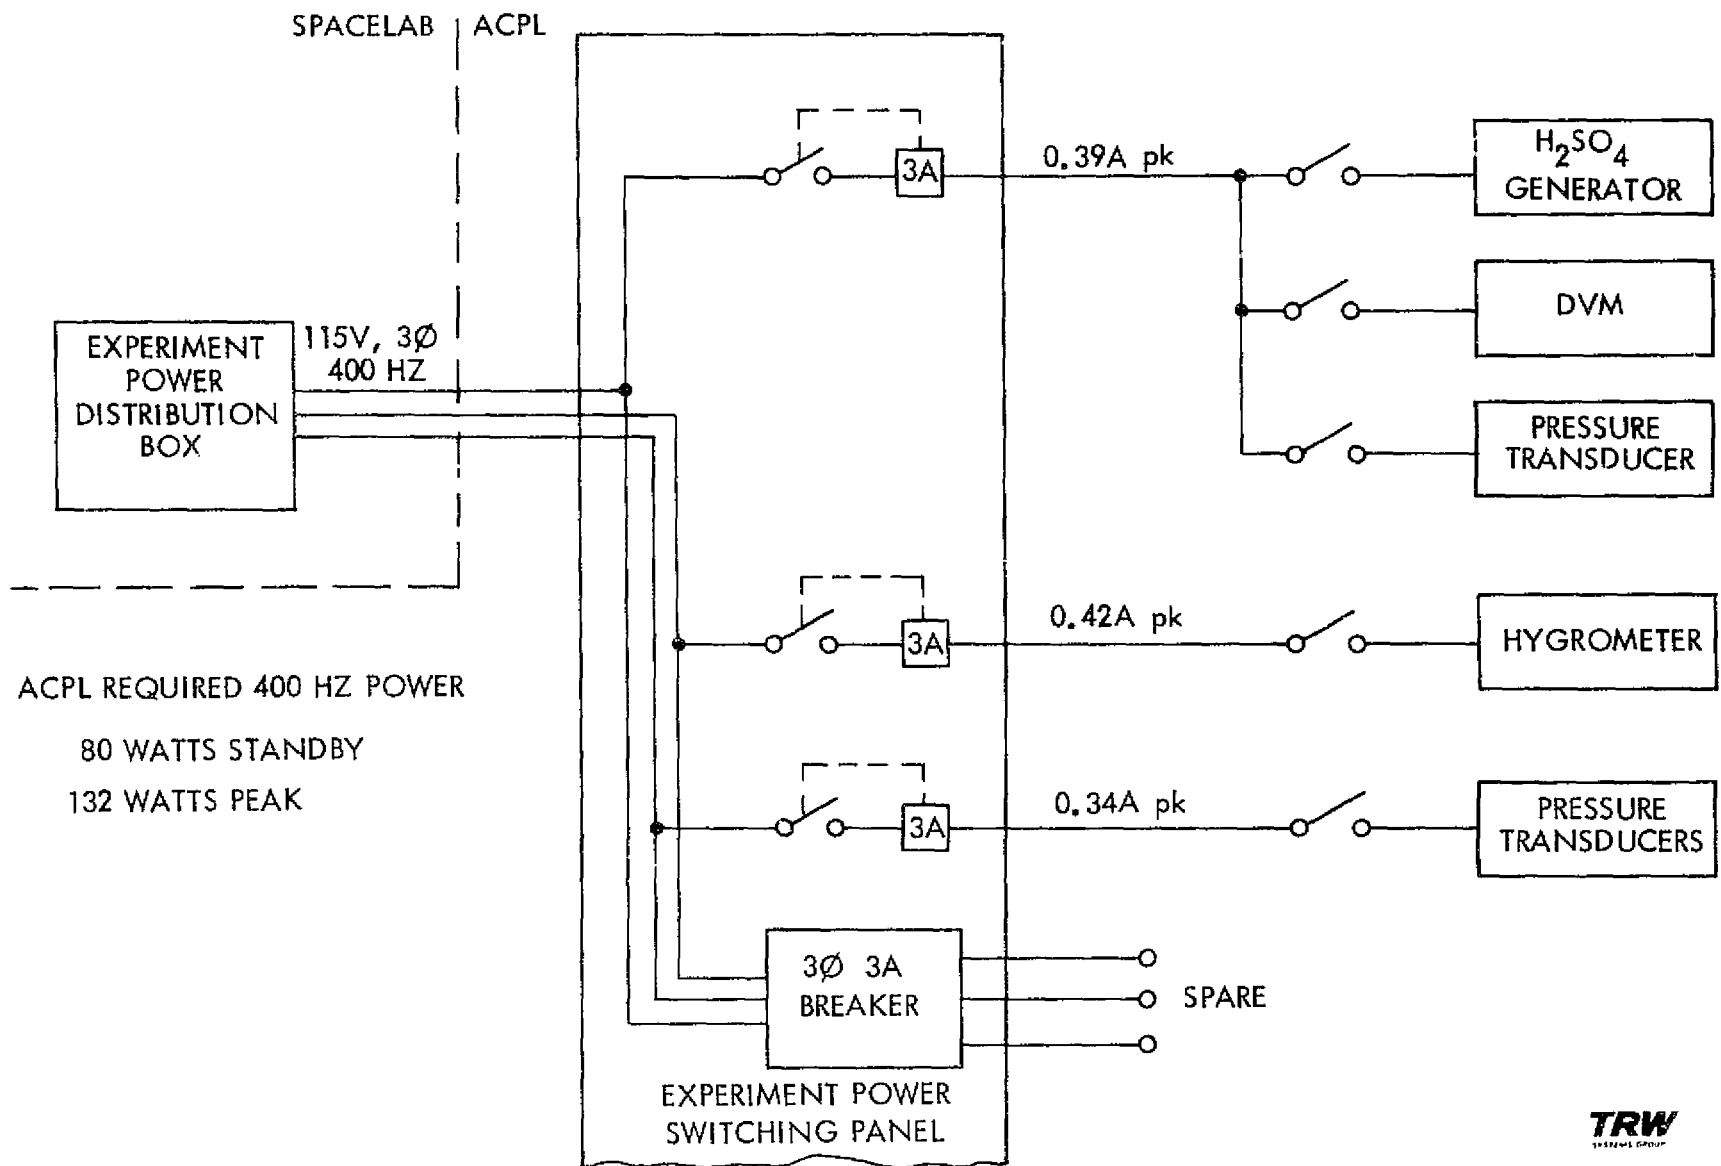 SPACELAB
ACPL
3A
0.39A pk
H2SO4
GENERATOR
DVM
EXPERIMENT
POWER
DISTRIBUTION
BOX
115V, 3Ø
400 HZ
PRESSURE
TRANSDUCER
3A
0.42A pk
HYGROMETER
ACPL REQUIRED 400 HZ POWER
80 WATTS STANDBY
132 WATTS PEAK
3A
0.34A pk
PRESSURE
TRANSDUCERS
3Ø 3A
BREAKER
SPARE
EXPERIMENT POWER
SWITCHING PANEL
TRW
SYSTEMS GROUP